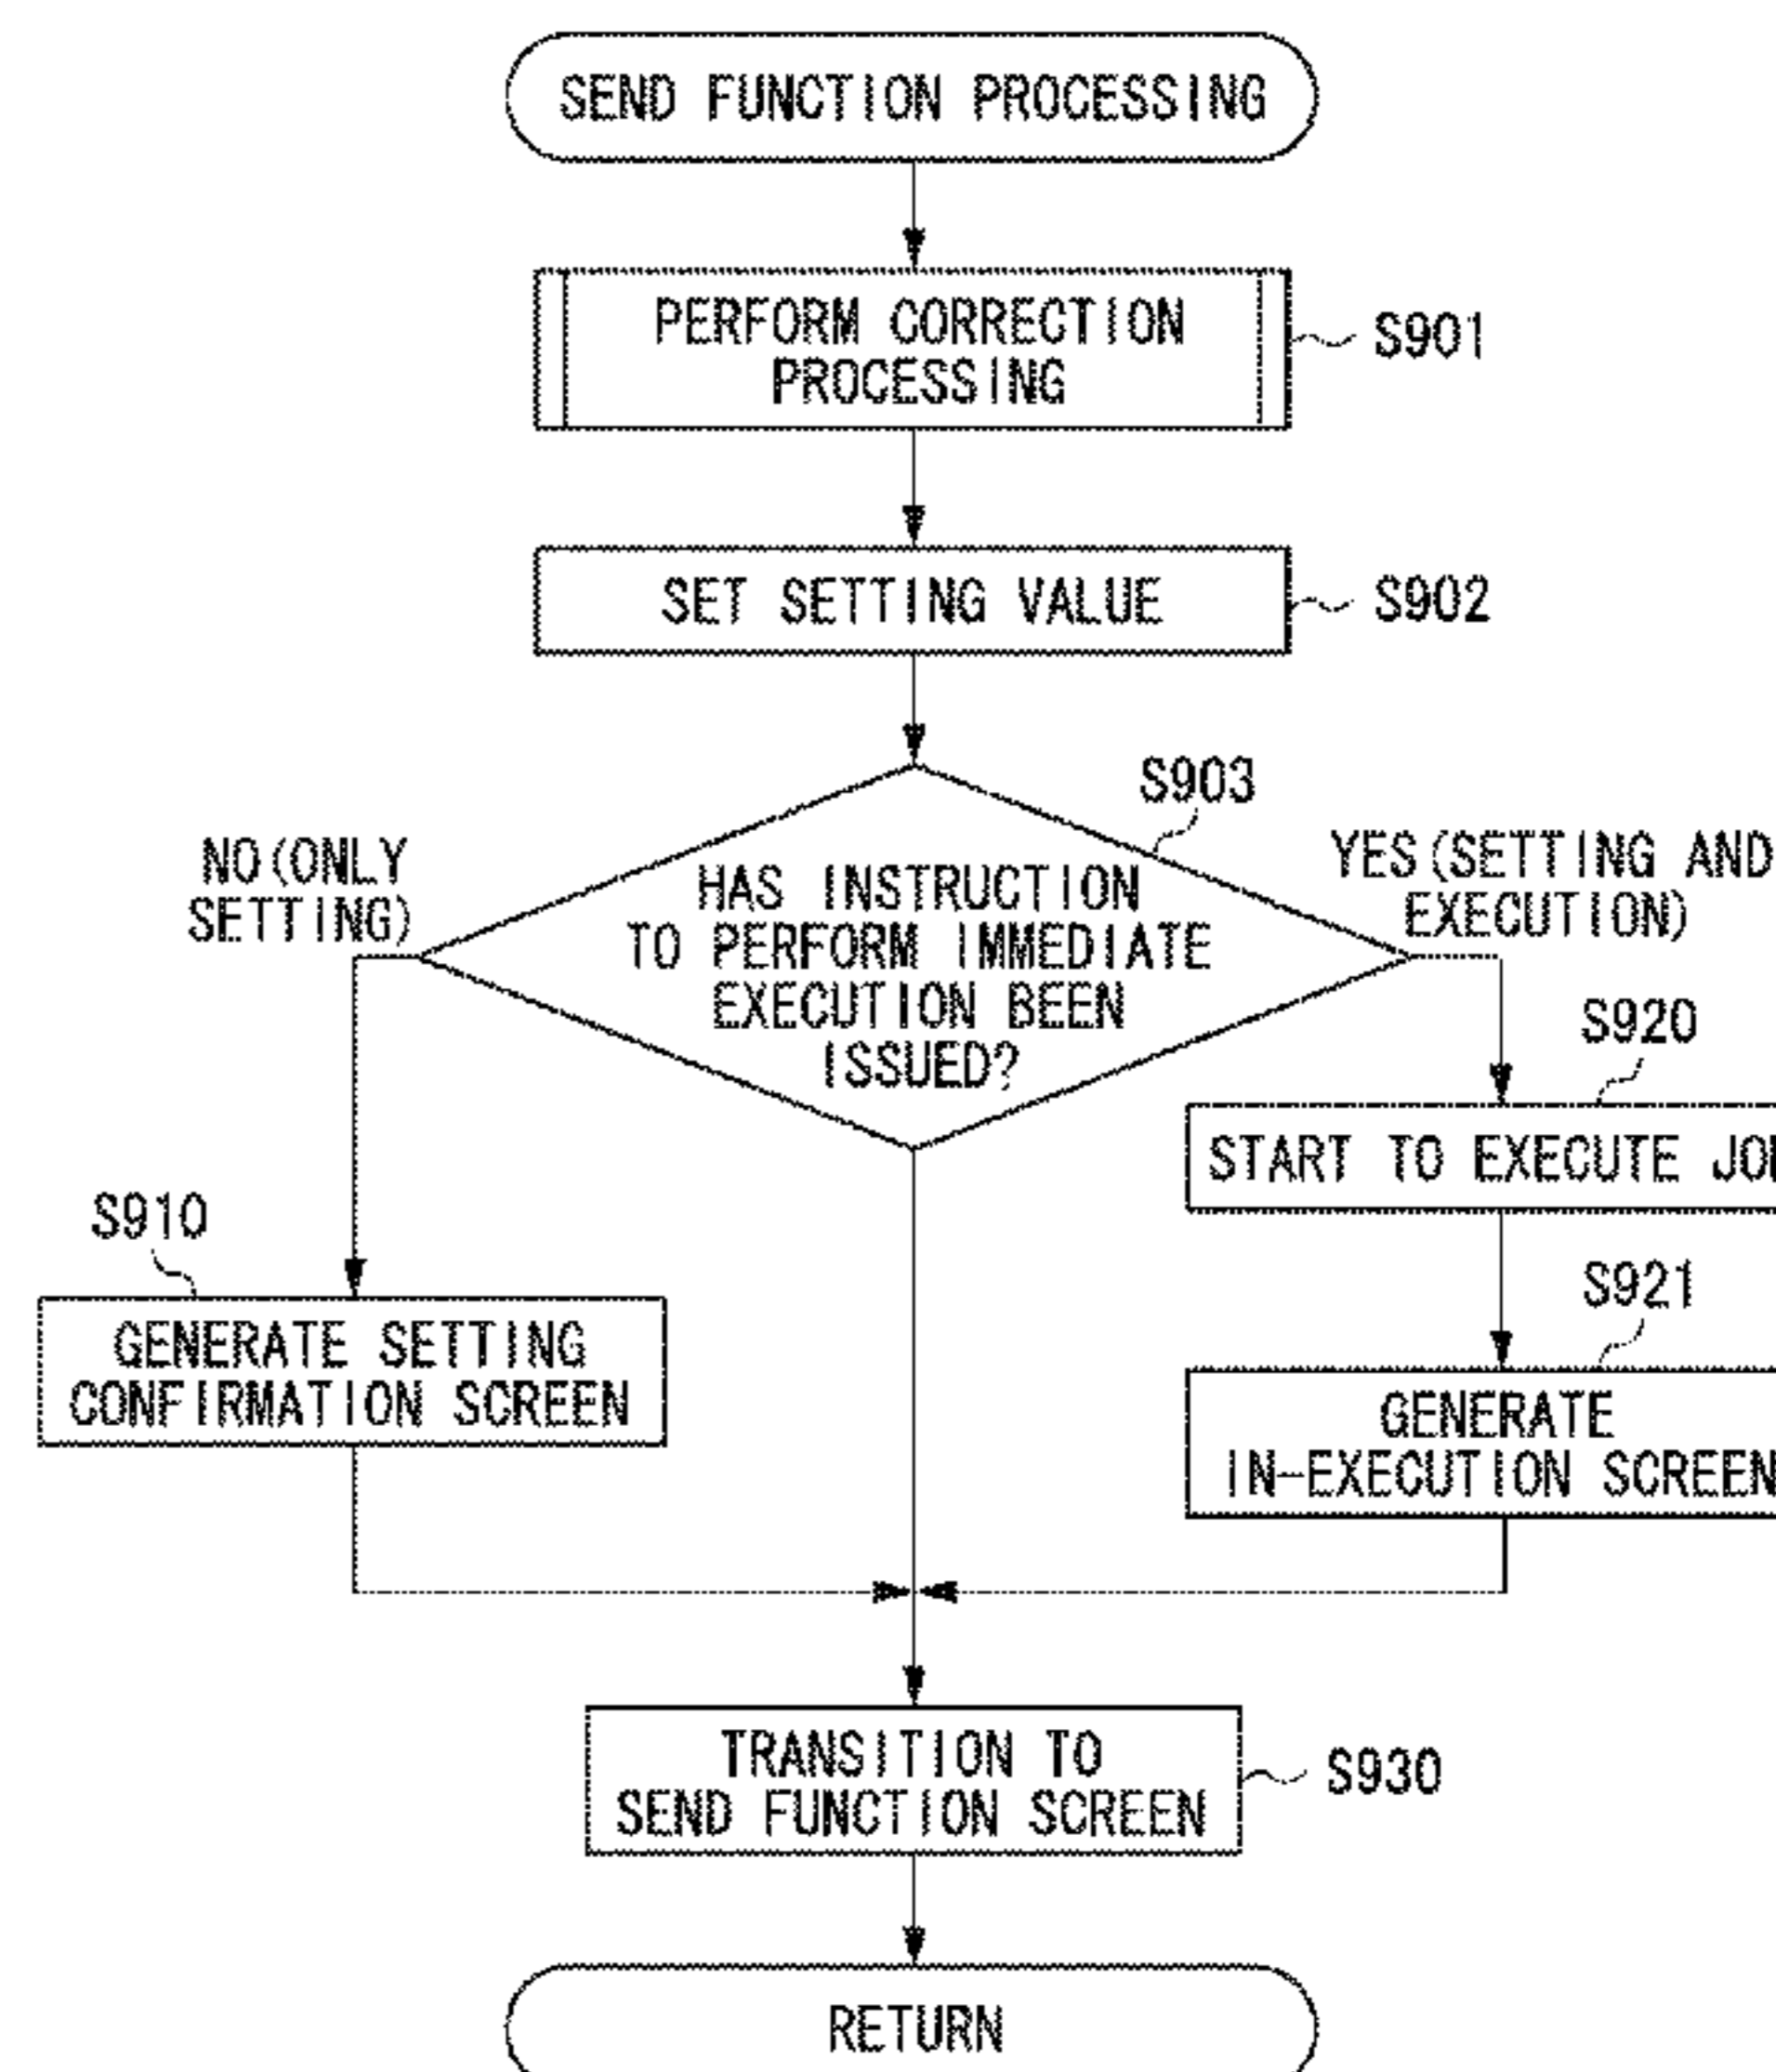 SEND FUNCTION PROCESSING
PERFORM CORRECTION
PROCESSING
S901
SET SETTING VALUE
S902
S903
HAS INSTRUCTION
TO PERFORM IMMEDIATE
EXECUTION BEEN
ISSUED?
NO(ONLY
SETTING)
YES(SETTING AND
EXECUTION)
S910
GENERATE SETTING
CONFIRMATION SCREEN
S920
START TO EXECUTE
S921
GENERATE
IN-EXECUTION SCREEN
TRANSITION TO
SEND FUNCTION SCREEN
S930
RETURN